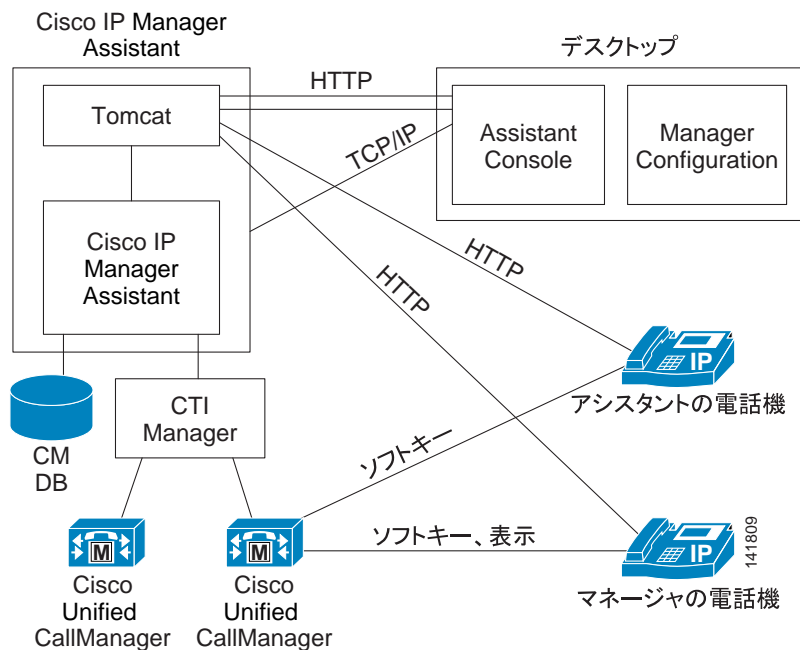 Cisco IP Manager
Assistant
デスクトップ
HTTP
Tomcat
Assistant
Console
Manager
Configuration
TCP/IP
Cisco IP
Manager
Assistant
HTTP
HTTP
IP
アシスタントの電話機
CTI
Manager
CM
DB
ソフトキー
M
M
ソフトキー、表示
IP
141809
マネージャの電話機
Cisco
Unified
CallManager
Cisco
Unified
CallManager